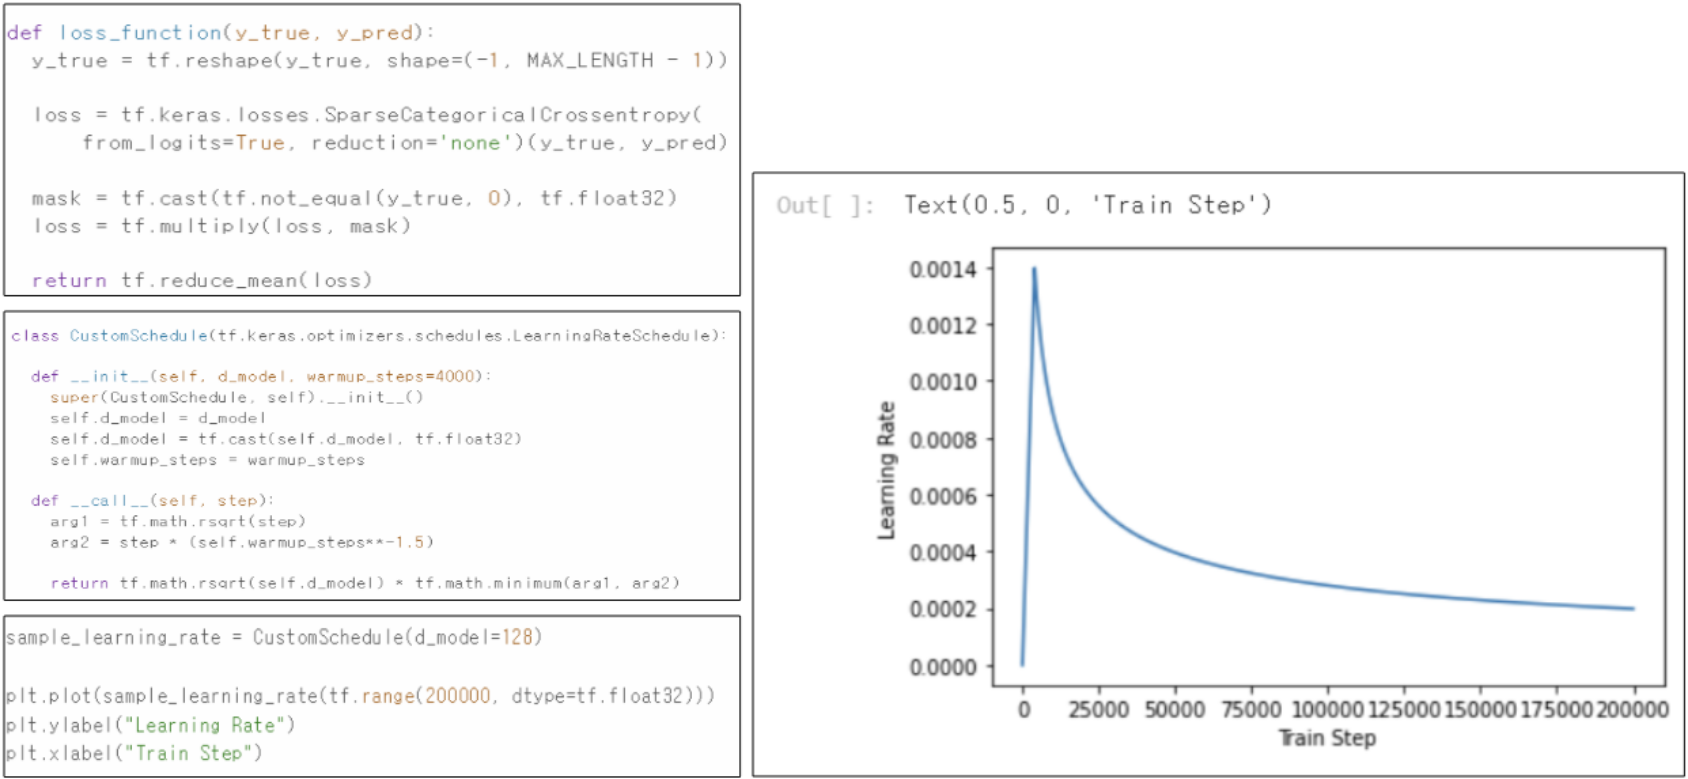 def loss_function(y_true, y_pred):
  y_true = tf.reshape(y_true, shape=(-1, MAX_LENGTH - 1))

  loss = tf.keras.losses.SparseCategoricalCrossentropy(
      from_logits=True, reduction='none')(y_true, y_pred)

  mask = tf.cast(tf.not_equal(y_true, 0), tf.float32)
  loss = tf.multiply(loss, mask)

  return tf.reduce_mean(loss)
class CustomSchedule(tf.keras.optimizers.schedules.LearningRateSchedule):

  def __init__(self, d_model, warmup_steps=4000):
    super(CustomSchedule, self).__init__()
    self.d_model = d_model
    self.d_model = tf.cast(self.d_model, tf.float32)
    self.warmup_steps = warmup_steps

  def __call__(self, step):
    arg1 = tf.math.rsqrt(step)
    arg2 = step * (self.warmup_steps**-1.5)

    return tf.math.rsqrt(self.d_model) * tf.math.minimum(arg1, arg2)
sample_learning_rate = CustomSchedule(d_model=128)

plt.plot(sample_learning_rate(tf.range(200000, dtype=tf.float32)))
plt.ylabel("Learning Rate")
plt.xlabel("Train Step")
Out[ ]: Text(0.5, 0, 'Train Step')
0.0014
0.0012
0.0010
0.0008
0.0006
0.0004
0.0002
0.0000
Learning Rate
0 25000 50000 75000 100000 125000 150000 175000 200000
Train Step